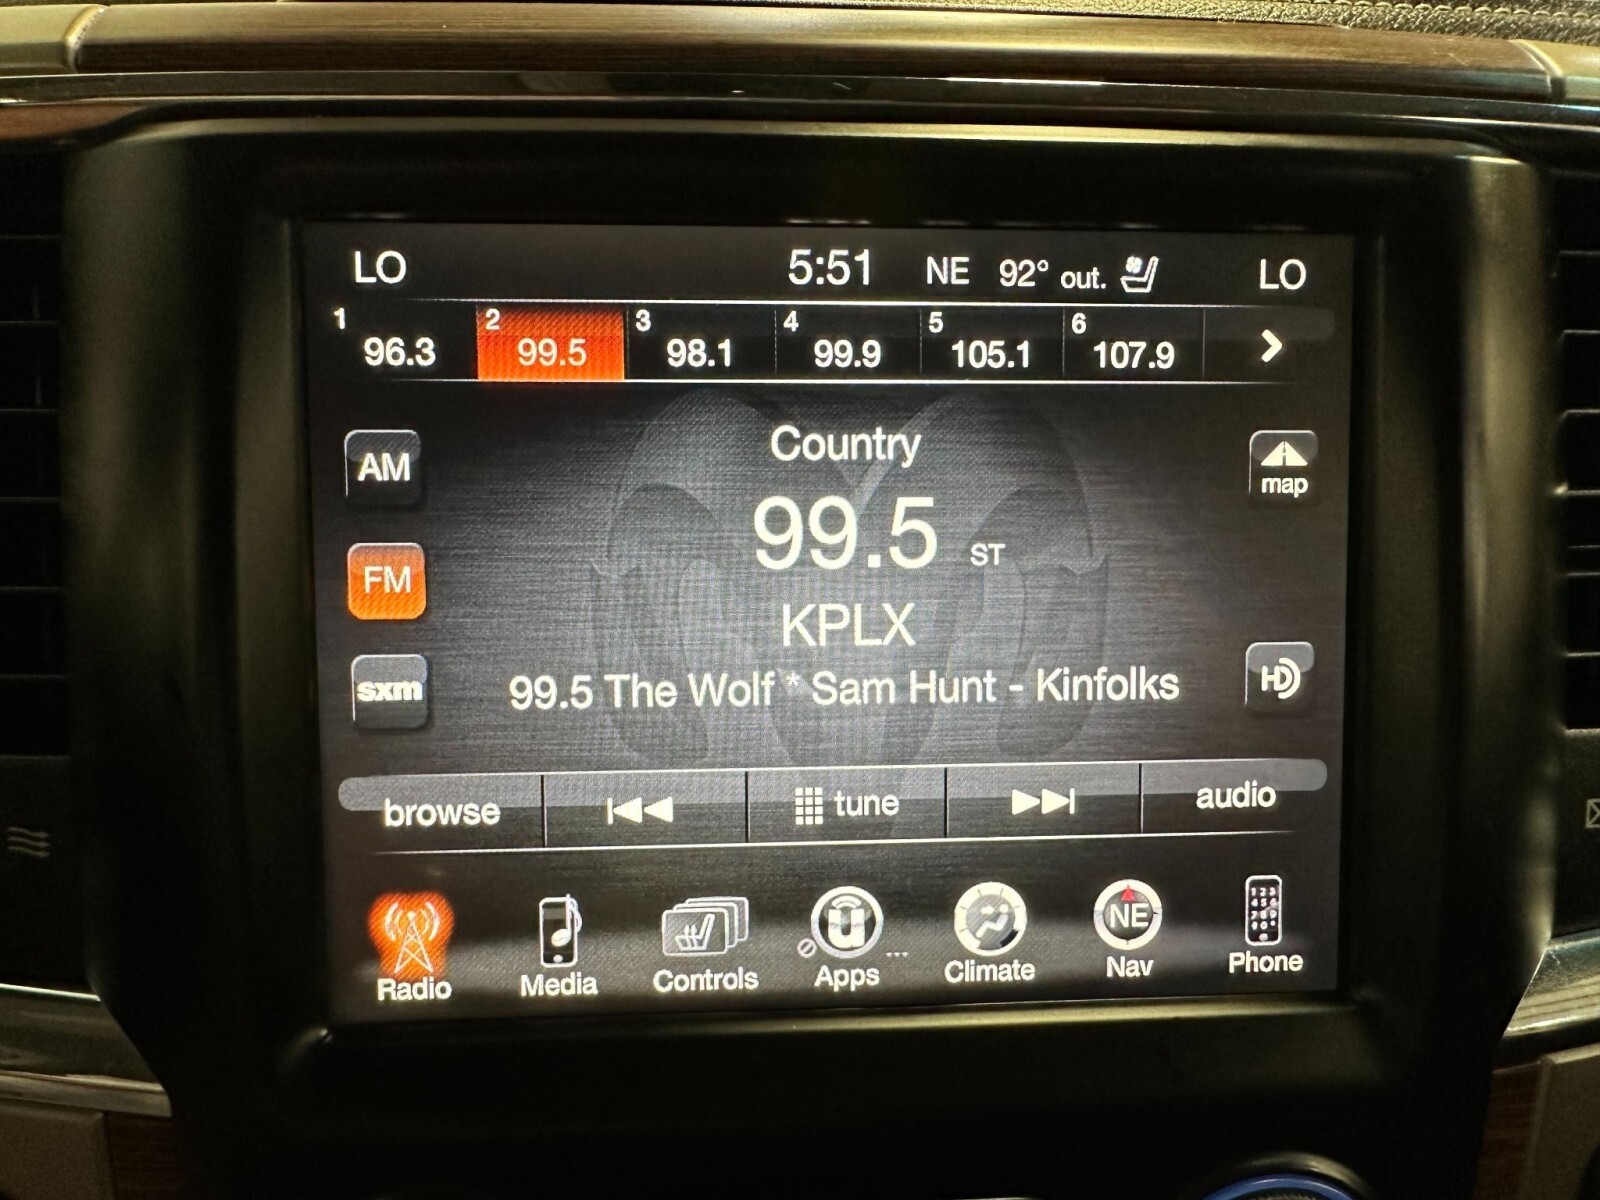 LO 5:51 NE 92° out. LO
1 96.3 2 99.5 3 98.1 4 99.9 5 105.1 6 107.9
Country
AM
map
99.5 ST
FM
KPLX
sxm
99.5 The Wolf * Sam Hunt - Kinfolks
HD
browse tune audio
NE
Radio Media Controls Apps ... Climate Nav Phone